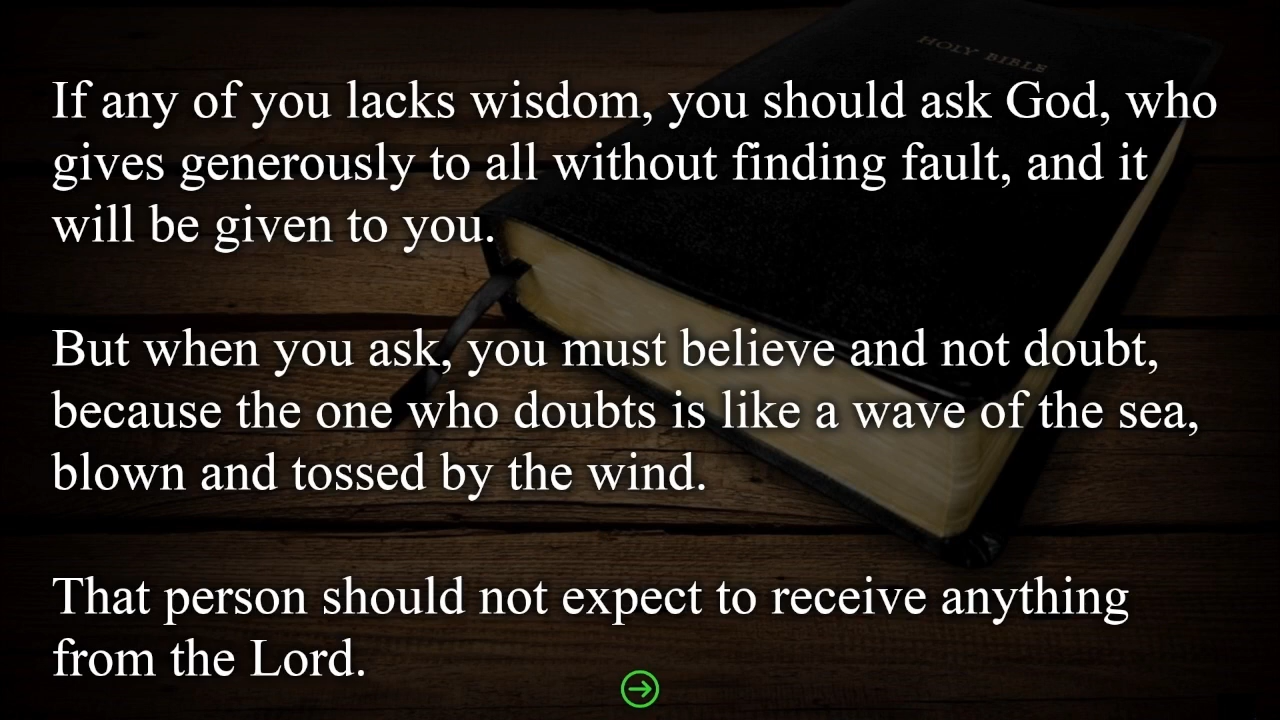 HOLY BIBLE
If any of you lacks wisdom, you should ask God, who
gives generously to all without finding fault, and it
will be given to you.
But when you ask, you must believe and not doubt,
because the one who doubts is like a wave of the sea,
blown and tossed by the wind.
That person should not expect to receive anything
from the Lord.